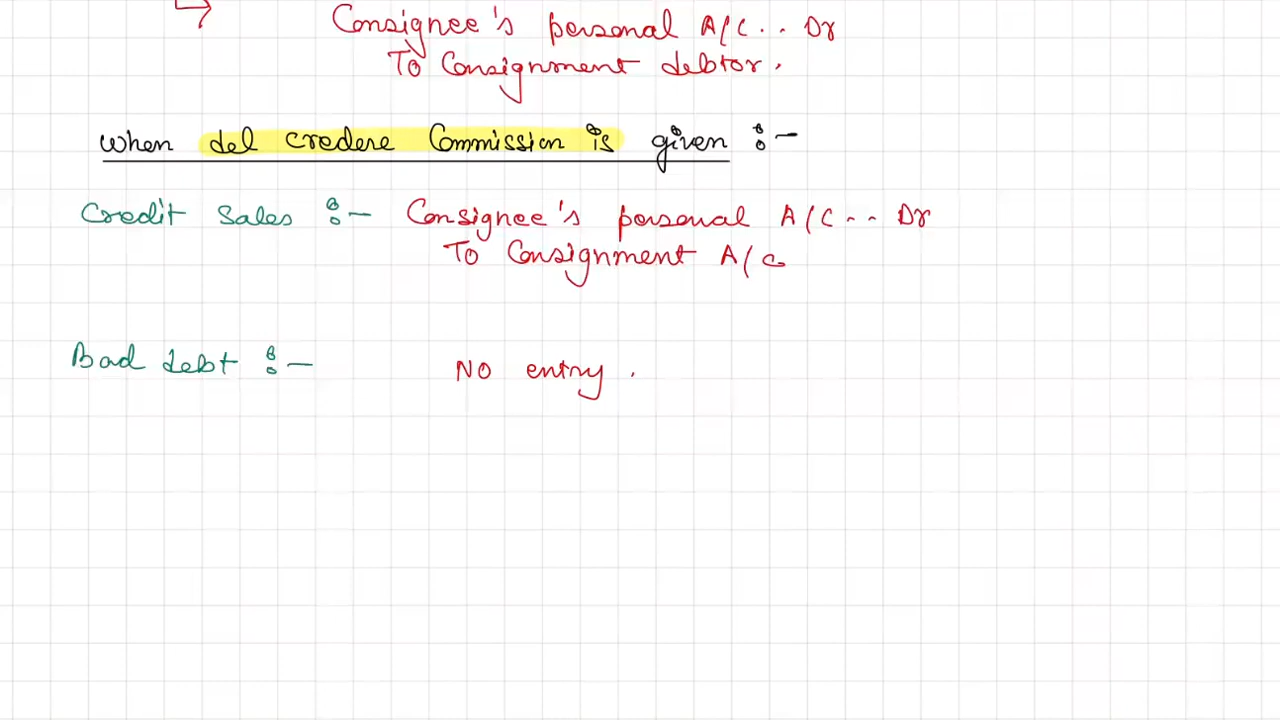 Consignee's personal A/C.. Dr
To Consignment debtor.
When del credere Commission is given :-
Credit Sales :- Consignee's personal A/C.. Dr
To Consignment A/C
Bad debt :- No entry.